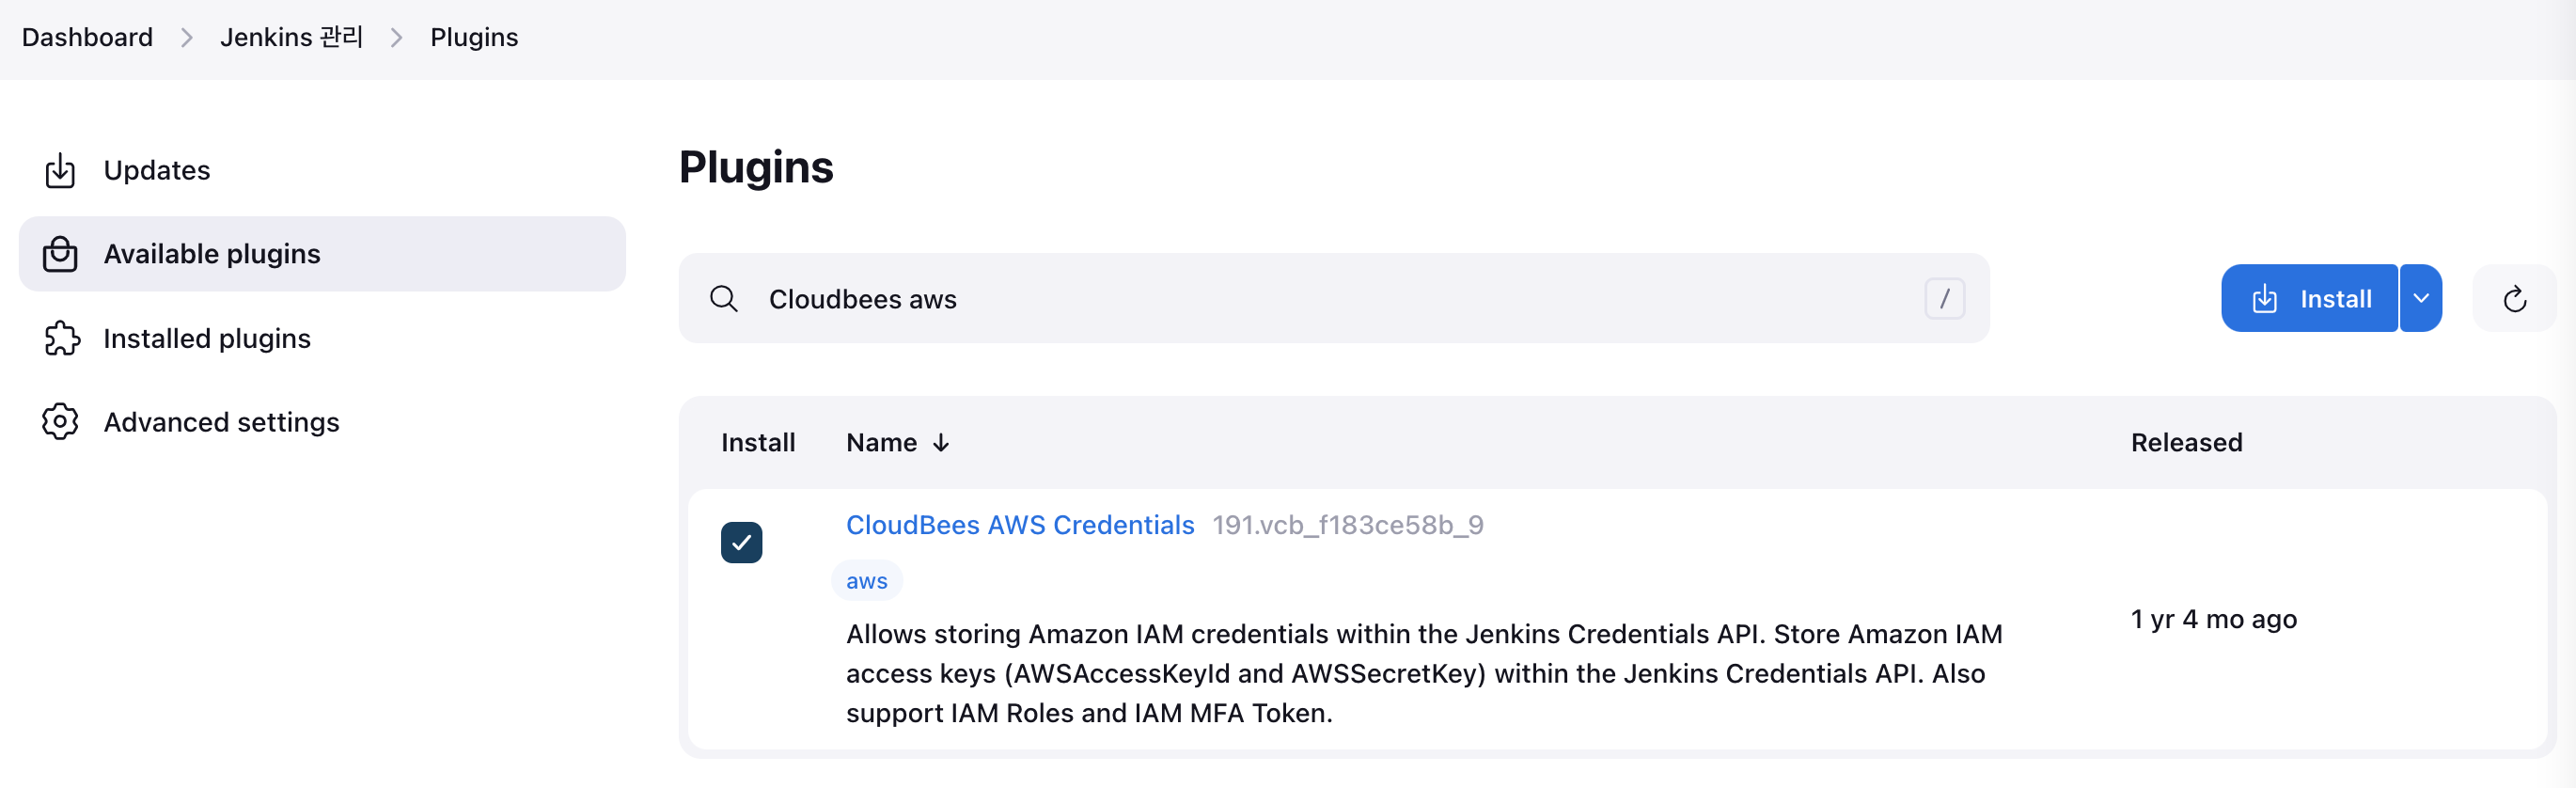 Dashboard > Jenkins 관리 > Plugins
Updates
Available plugins
Installed plugins
Advanced settings
Plugins
Cloudbees aws /
Install
Install Name ↓ Released
CloudBees AWS Credentials 191.vcb_f183ce58b_9
aws
Allows storing Amazon IAM credentials within the Jenkins Credentials API. Store Amazon IAM
access keys (AWSAccessKeyId and AWSSecretKey) within the Jenkins Credentials API. Also
support IAM Roles and IAM MFA Token.
1 yr 4 mo ago